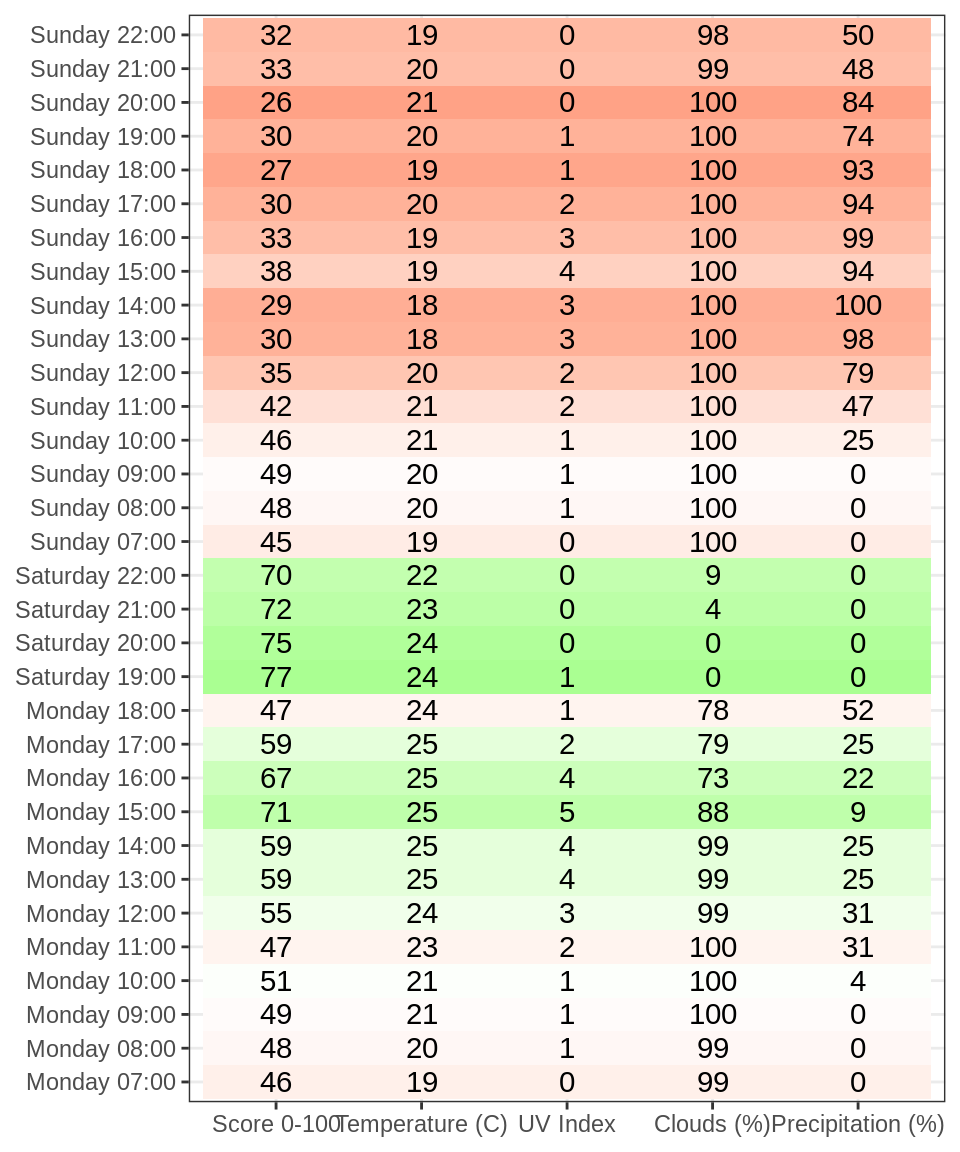 Sunday 22:00 32 19 0 98 50
Sunday 21:00 33 20 0 99 48
Sunday 20:00 26 21 0 100 84
Sunday 19:00 30 20 1 100 74
Sunday 18:00 27 19 1 100 93
Sunday 17:00 30 20 2 100 94
Sunday 16:00 33 19 3 100 99
Sunday 15:00 38 19 4 100 94
Sunday 14:00 29 18 3 100 100
Sunday 13:00 30 18 3 100 98
Sunday 12:00 35 20 2 100 79
Sunday 11:00 42 21 2 100 47
Sunday 10:00 46 21 1 100 25
Sunday 09:00 49 20 1 100 0
Sunday 08:00 48 20 1 100 0
Sunday 07:00 45 19 0 100 0
Saturday 22:00 70 22 0 9 0
Saturday 21:00 72 23 0 4 0
Saturday 20:00 75 24 0 0 0
Saturday 19:00 77 24 1 0 0
Monday 18:00 47 24 1 78 52
Monday 17:00 59 25 2 79 25
Monday 16:00 67 25 4 73 22
Monday 15:00 71 25 5 88 9
Monday 14:00 59 25 4 99 25
Monday 13:00 59 25 4 99 25
Monday 12:00 55 24 3 99 31
Monday 11:00 47 23 2 100 31
Monday 10:00 51 21 1 100 4
Monday 09:00 49 21 1 100 0
Monday 08:00 48 20 1 99 0
Monday 07:00 46 19 0 99 0
Score 0-100 Temperature (C) UV Index Clouds (%) Precipitation (%)